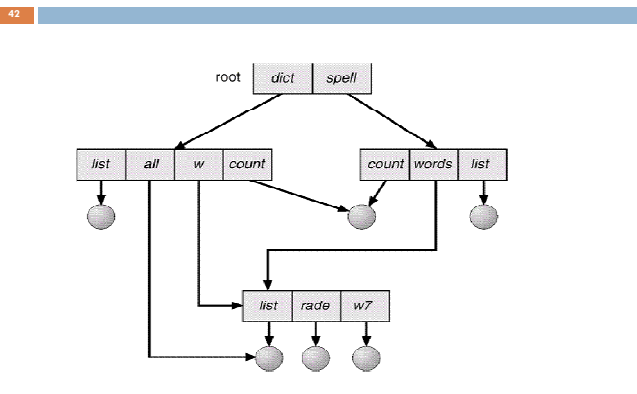 42
root dict spell
list all w count count words list
list rade w7